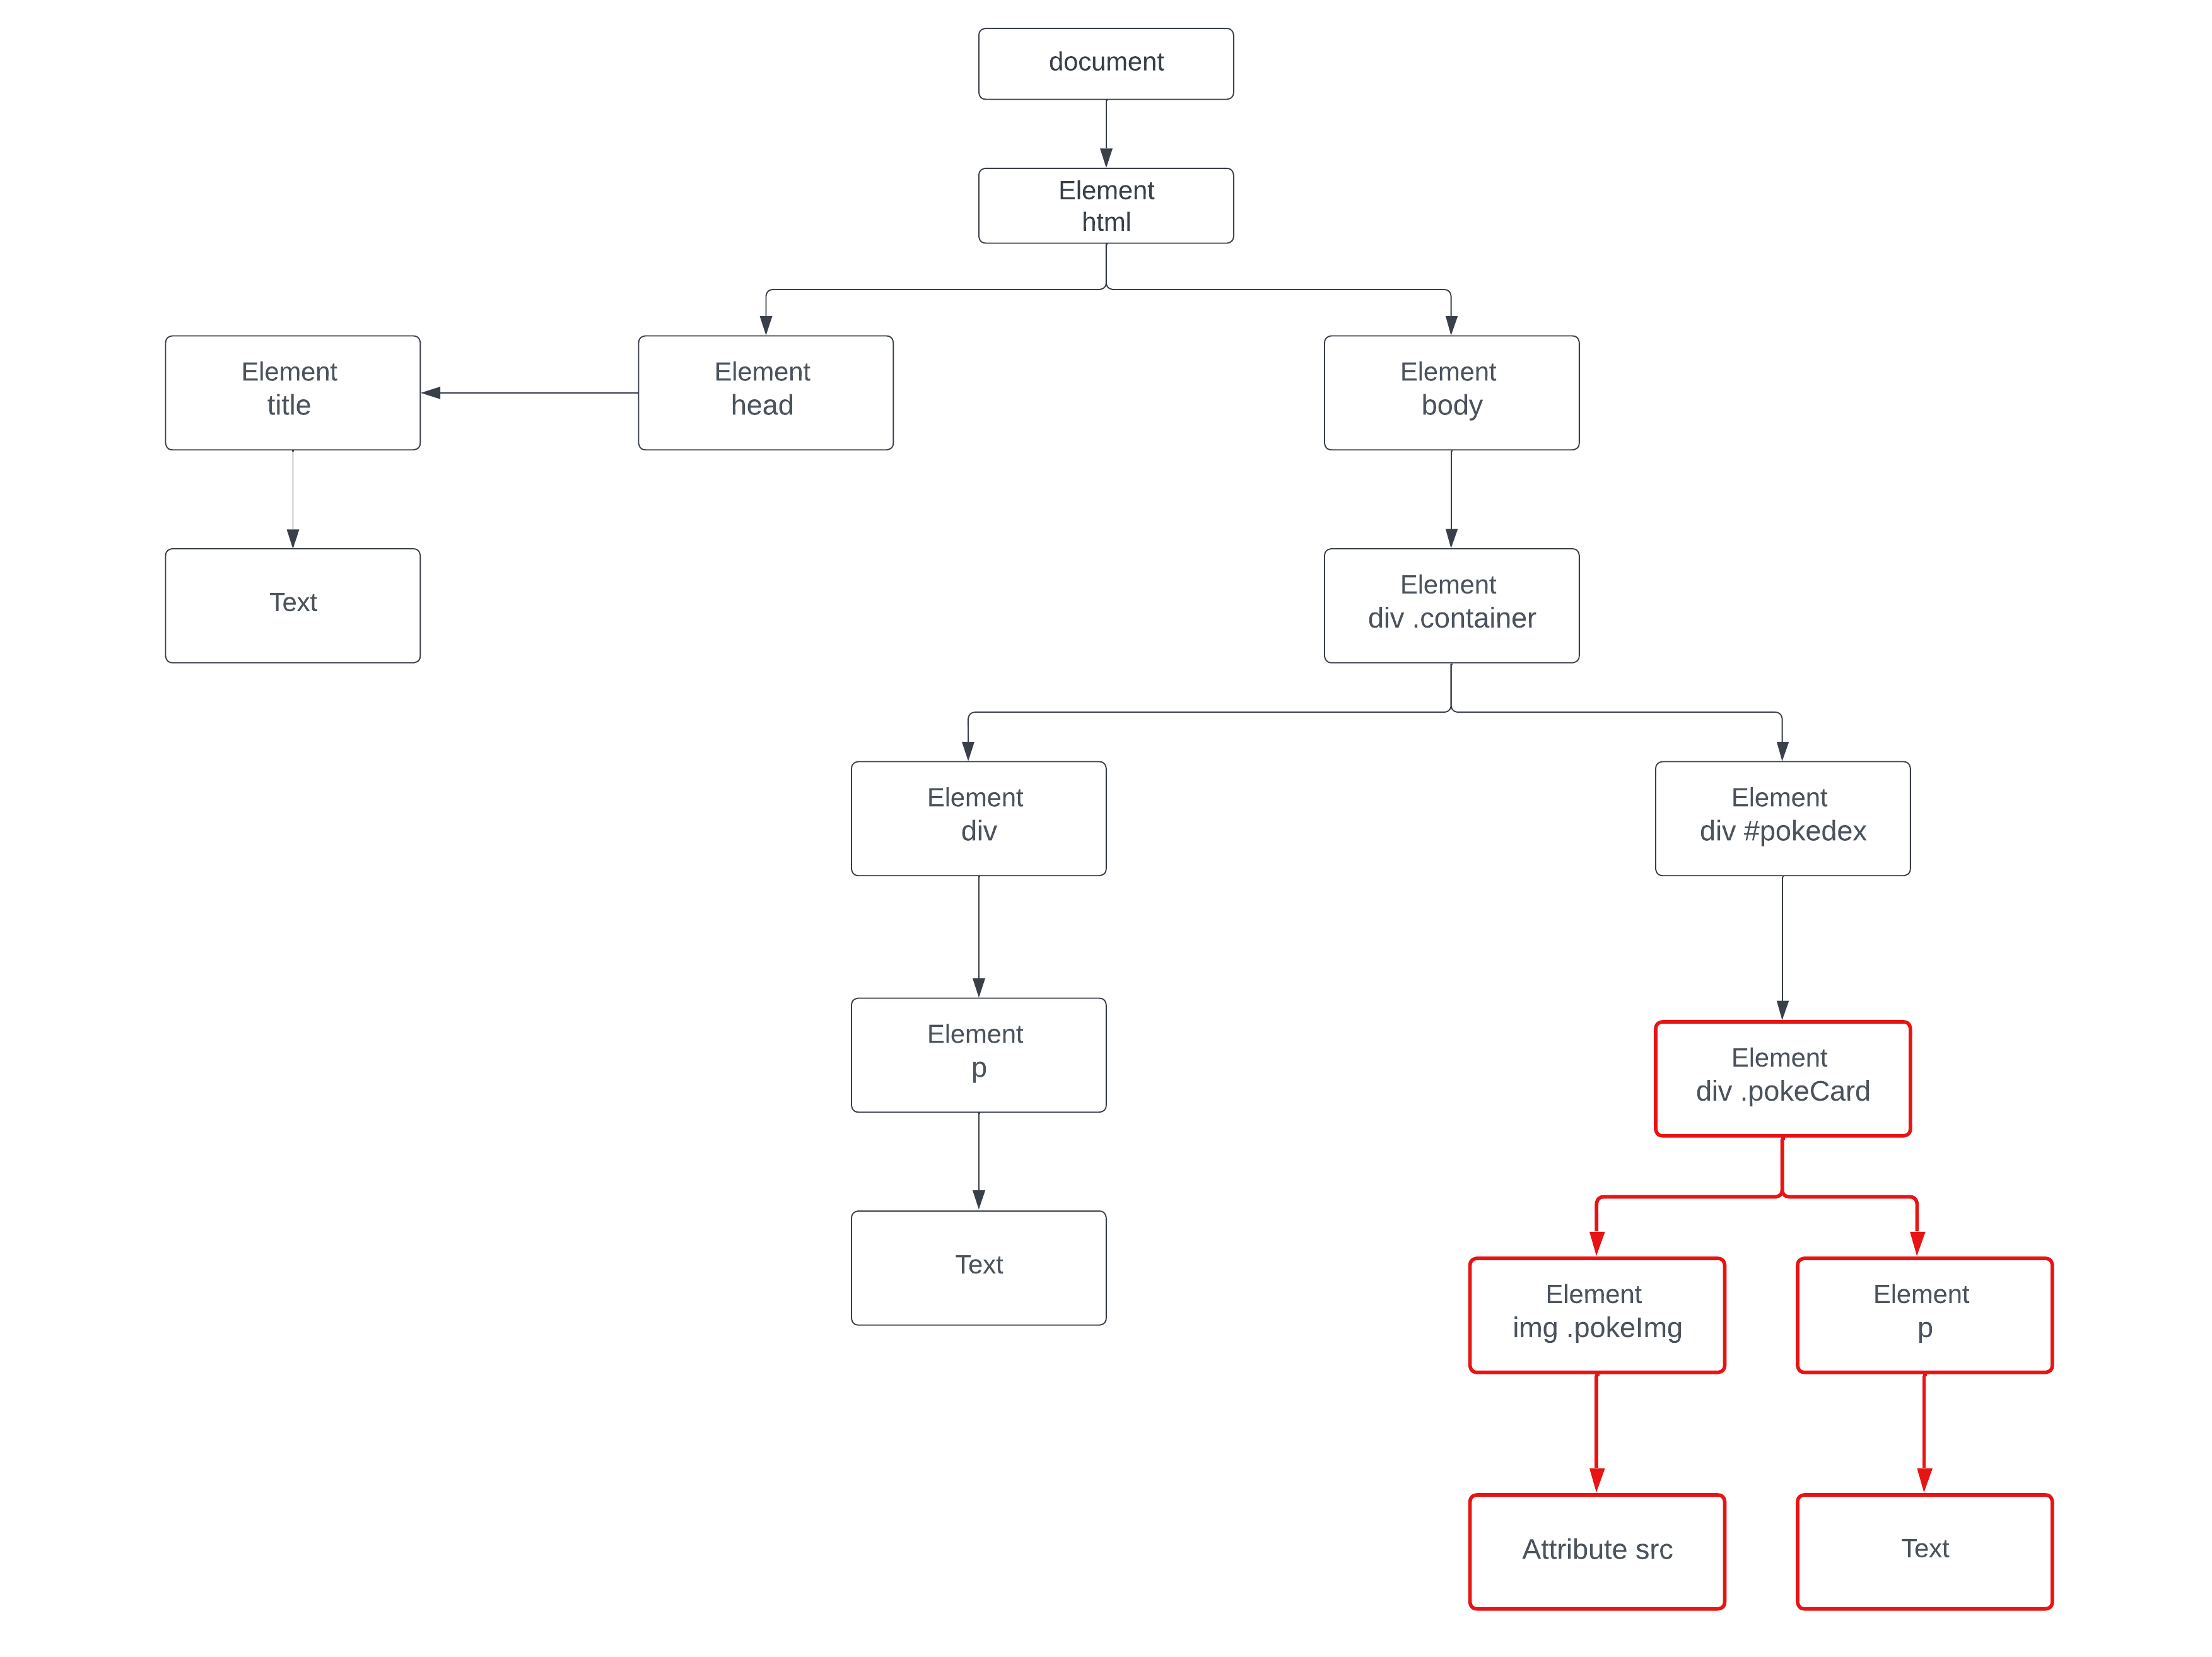 document
Element
html
Element
title
Element
head
Element
body
Text
Element
div .container
Element
div
Element
div #pokedex
Element
p
Element
div .pokeCard
Text
Element
img .pokeImg
Element
p
Attribute src
Text